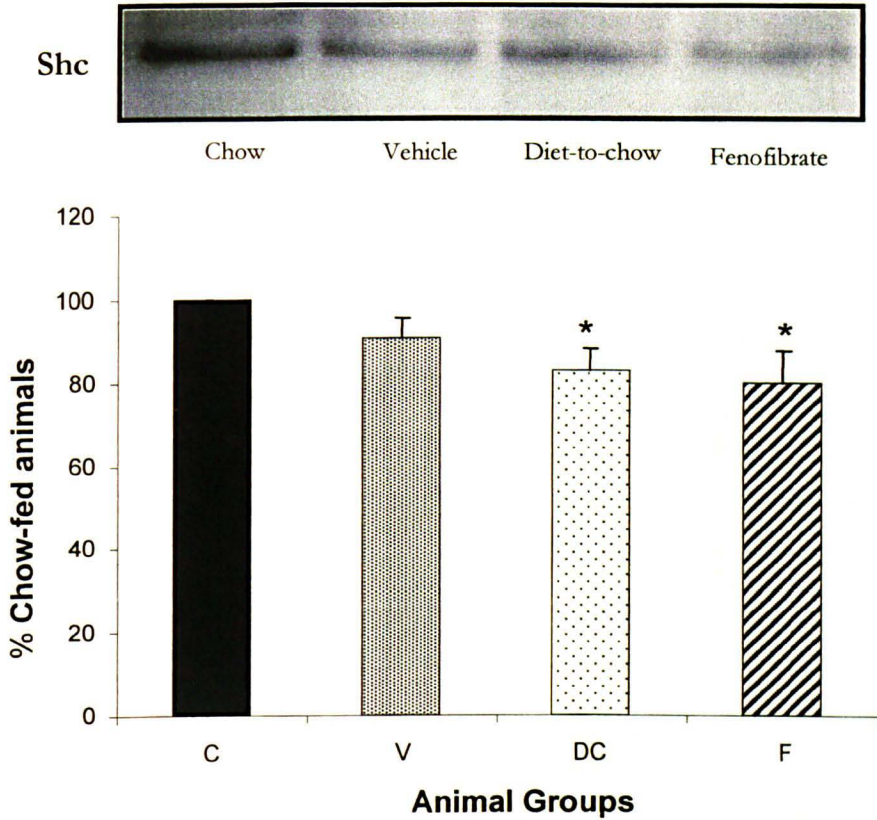 Shc
Chow Vehicle Diet-to-chow Fenofibrate
120
100
80
60
40
20
0
% Chow-fed animals
* *
C V DC F
Animal Groups